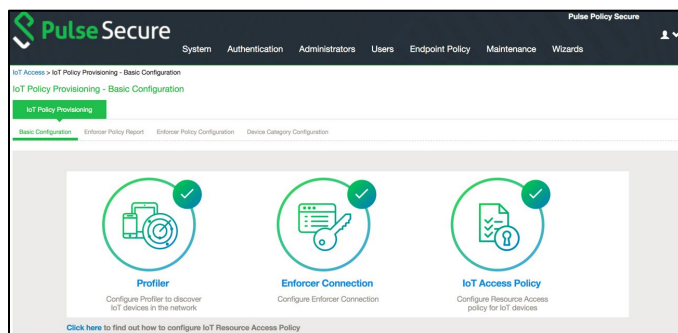 Pulse Policy Secure
Pulse Secure
System Authentication Administrators Users Endpoint Policy Maintenance Wizards
IoT Access > IoT Policy Provisioning - Basic Configuration
IoT Policy Provisioning - Basic Configuration
IoT Policy Provisioning
Basic Configuration Enforcer Policy Report Enforcer Policy Configuration Device Category Configuration
Profiler Enforcer Connection IoT Access Policy
Configure Profiler to discover Configure Enforcer Connection Configure Resource Access
IoT devices in the network policy for IoT devices
Click here to find out how to configure IoT Resource Access Policy